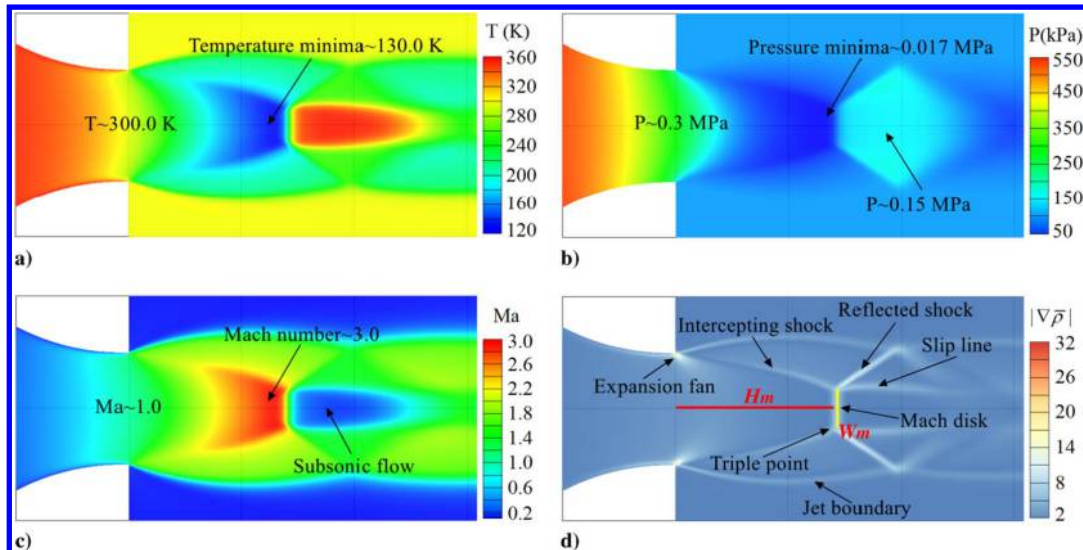 T (K)
360
320
280
240
200
160
120
Temperature minima~130.0 K
T~300.0 K
a)
P(kPa)
550
450
350
250
150
50
Pressure minima~0.017 MPa
P~0.3 MPa
P~0.15 MPa
b)
Ma
3.0
2.6
2.2
1.8
1.4
1.0
0.6
0.2
Mach number~3.0
Ma~1.0
Subsonic flow
c)
|∇ρ̅|
32
26
20
14
8
2
Reflected shock
Intercepting shock
Slip line
Expansion fan
Hm
Mach disk
Wm
Triple point
Jet boundary
d)